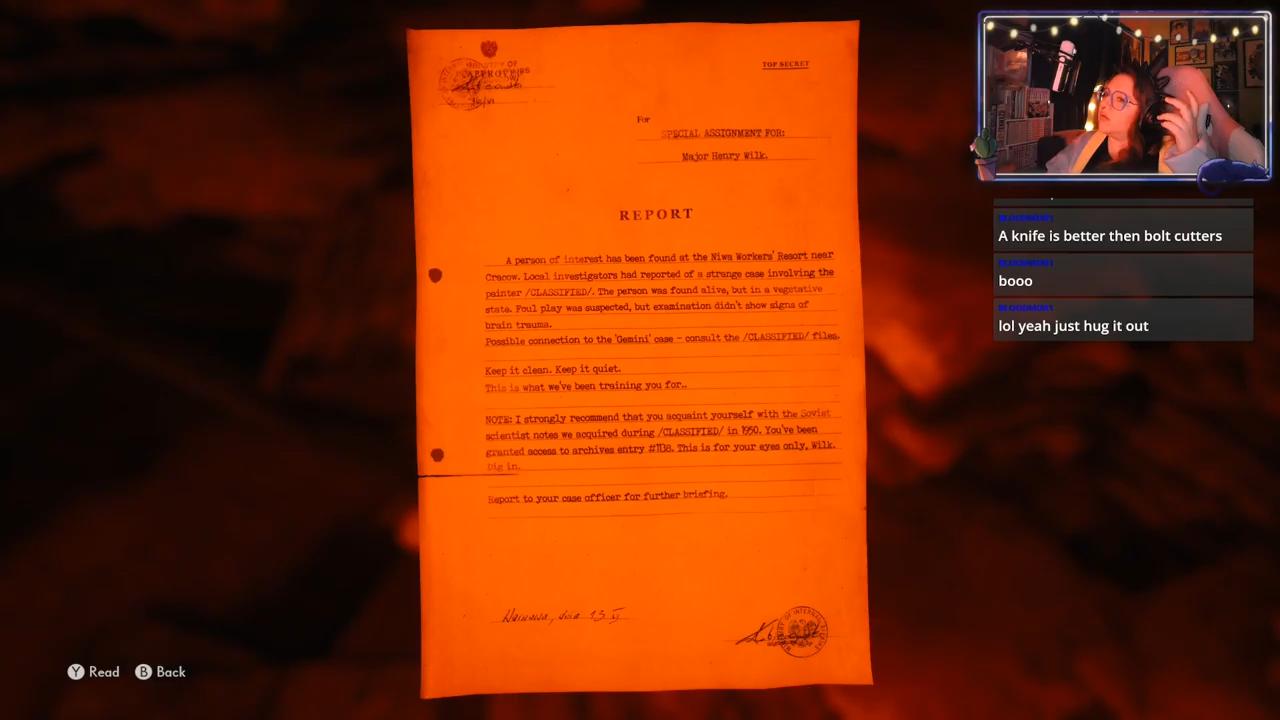 MINISTRY OF
TOP SECRET
For
SPECIAL ASSIGNMENT FOR:
Major Henry Wilk.
REPORT
A person of interest has been found at the Niwa Workers' Resort near
Cracow. Local investigators had reported of a strange case involving the
painter /CLASSIFIED/. The person was found alive, but in a vegetative
state. Foul play was suspected, but examination didn't show signs of
brain trauma.
Possible connection to the 'Gemini' case - consult the /CLASSIFIED/ files.
Keep it clean. Keep it quiet.
This is what we've been training you for..
NOTE: I strongly recommend that you acquaint yourself with the Soviet
scientist notes we acquired during /CLASSIFIED/ in 1950. You've been
granted access to archives entry #1138. This is for your eyes only, Wilk.
Dig in.
Report to your case officer for further briefing.
MINISTRY OF INTERNAL AFFAIRS
Y Read B Back
A knife is better then bolt cutters
booo
lol yeah just hug it out